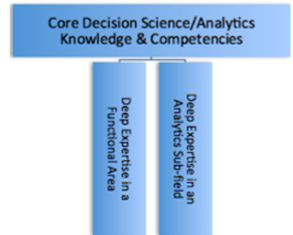 Core Decision Science/Analytics
Knowledge & Competencies
Deep Expertise in a
Functional Area
Deep Expertise in an
Analytics Sub-field